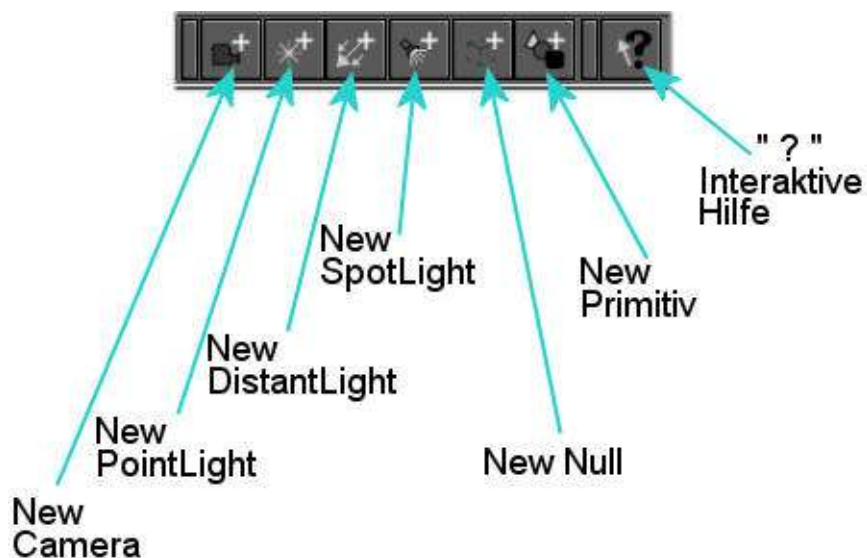 " ? "
Interaktive
Hilfe
New
SpotLight
New
Primitiv
New
DistantLight
New
PointLight
New Null
New
Camera